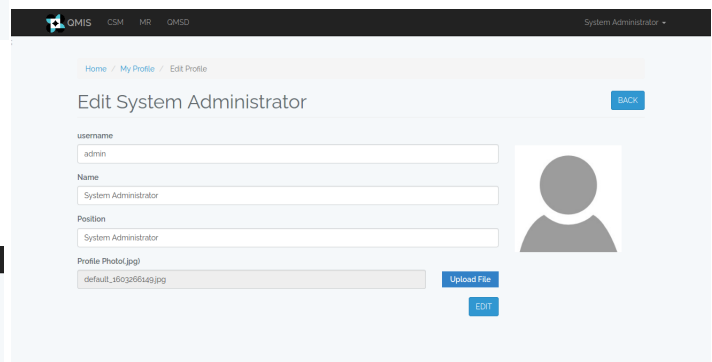 QMIS CSM MR QMSD System Administrator
Home / My Profile / Edit Profile
Edit System Administrator BACK
username
admin
Name
System Administrator
Position
System Administrator
Profile Photo(.jpg)
default_1603266149.jpg Upload File
EDIT